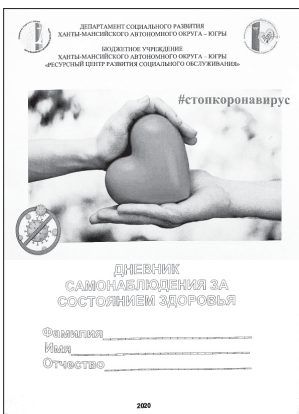 ДЕПАРТАМЕНТ СОЦИАЛЬНОГО РАЗВИТИЯ
ХАНТЫ-МАНСИЙСКОГО АВТОНОМНОГО ОКРУГА – ЮГРЫ
БЮДЖЕТНОЕ УЧРЕЖДЕНИЕ
ХАНТЫ-МАНСИЙСКОГО АВТОНОМНОГО ОКРУГА – ЮГРЫ
«РЕСУРСНЫЙ ЦЕНТР РАЗВИТИЯ СОЦИАЛЬНОГО ОБСЛУЖИВАНИЯ»
#стопкоронавирус
ДНЕВНИК
САМОНАБЛЮДЕНИЯ ЗА
СОСТОЯНИЕМ ЗДОРОВЬЯ
Фамилия
Имя
Отчество
2020